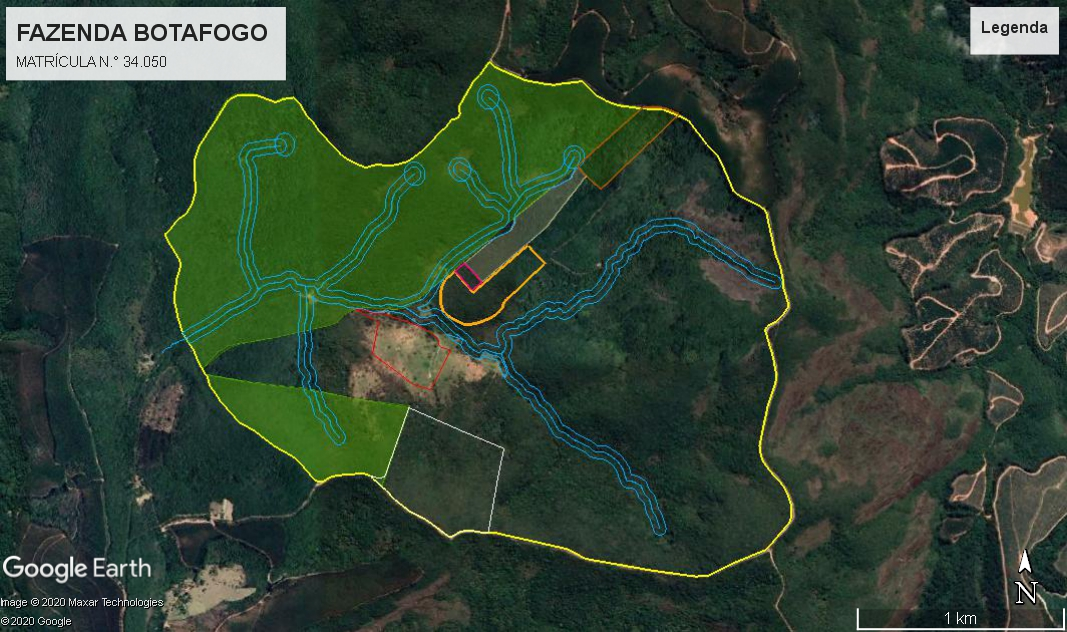 FAZENDA BOTAFOGO
MATRÍCULA N.° 34.050
Legenda
Google Earth
Image © 2020 Maxar Technologies
©2020 Google
N
1 km